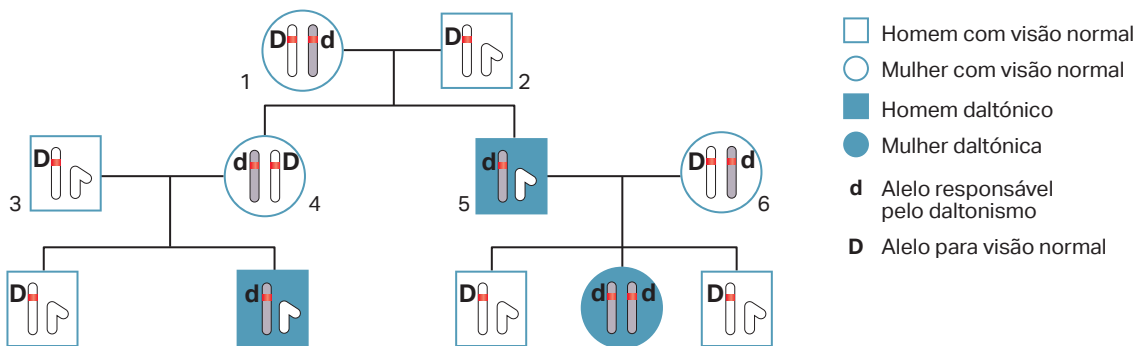 D d
1
D
2
D
3
d D
4
d
5
D d
6
D
d
D
d d
D
Homem com visão normal
Mulher com visão normal
Homem daltónico
Mulher daltónica
d Alelo responsável
pelo daltonismo
D Alelo para visão normal